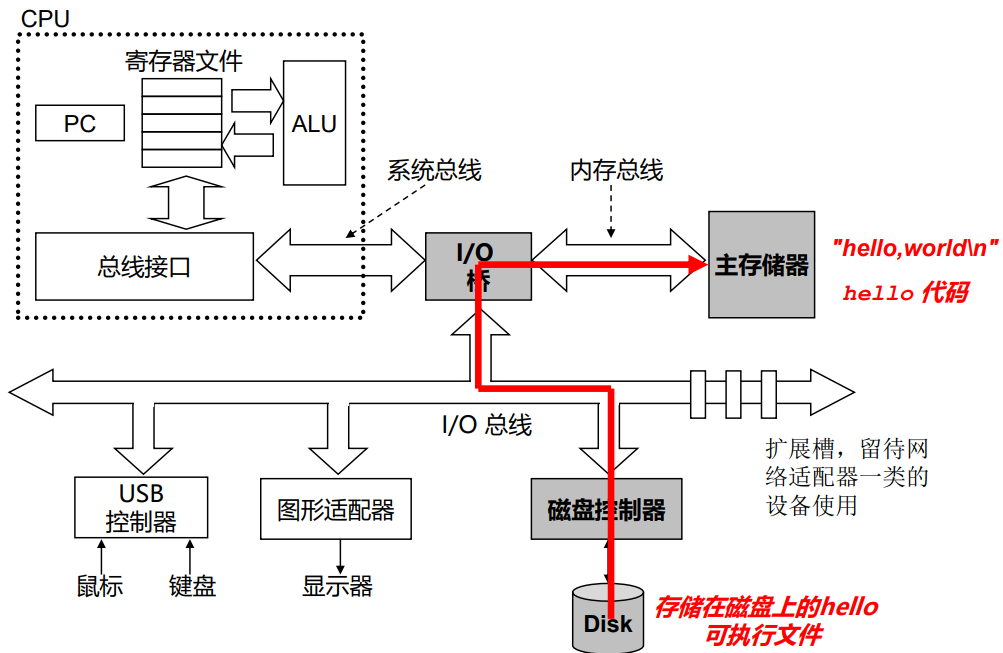 CPU
寄存器文件
PC
ALU
系统总线
内存总线
总线接口
I/O
桥
主存储器
"hello,world\n"
hello 代码
I/O 总线
扩展槽，留待网
络适配器一类的
设备使用
USB
控制器
图形适配器
磁盘控制器
鼠标
键盘
显示器
Disk
存储在磁盘上的hello
可执行文件